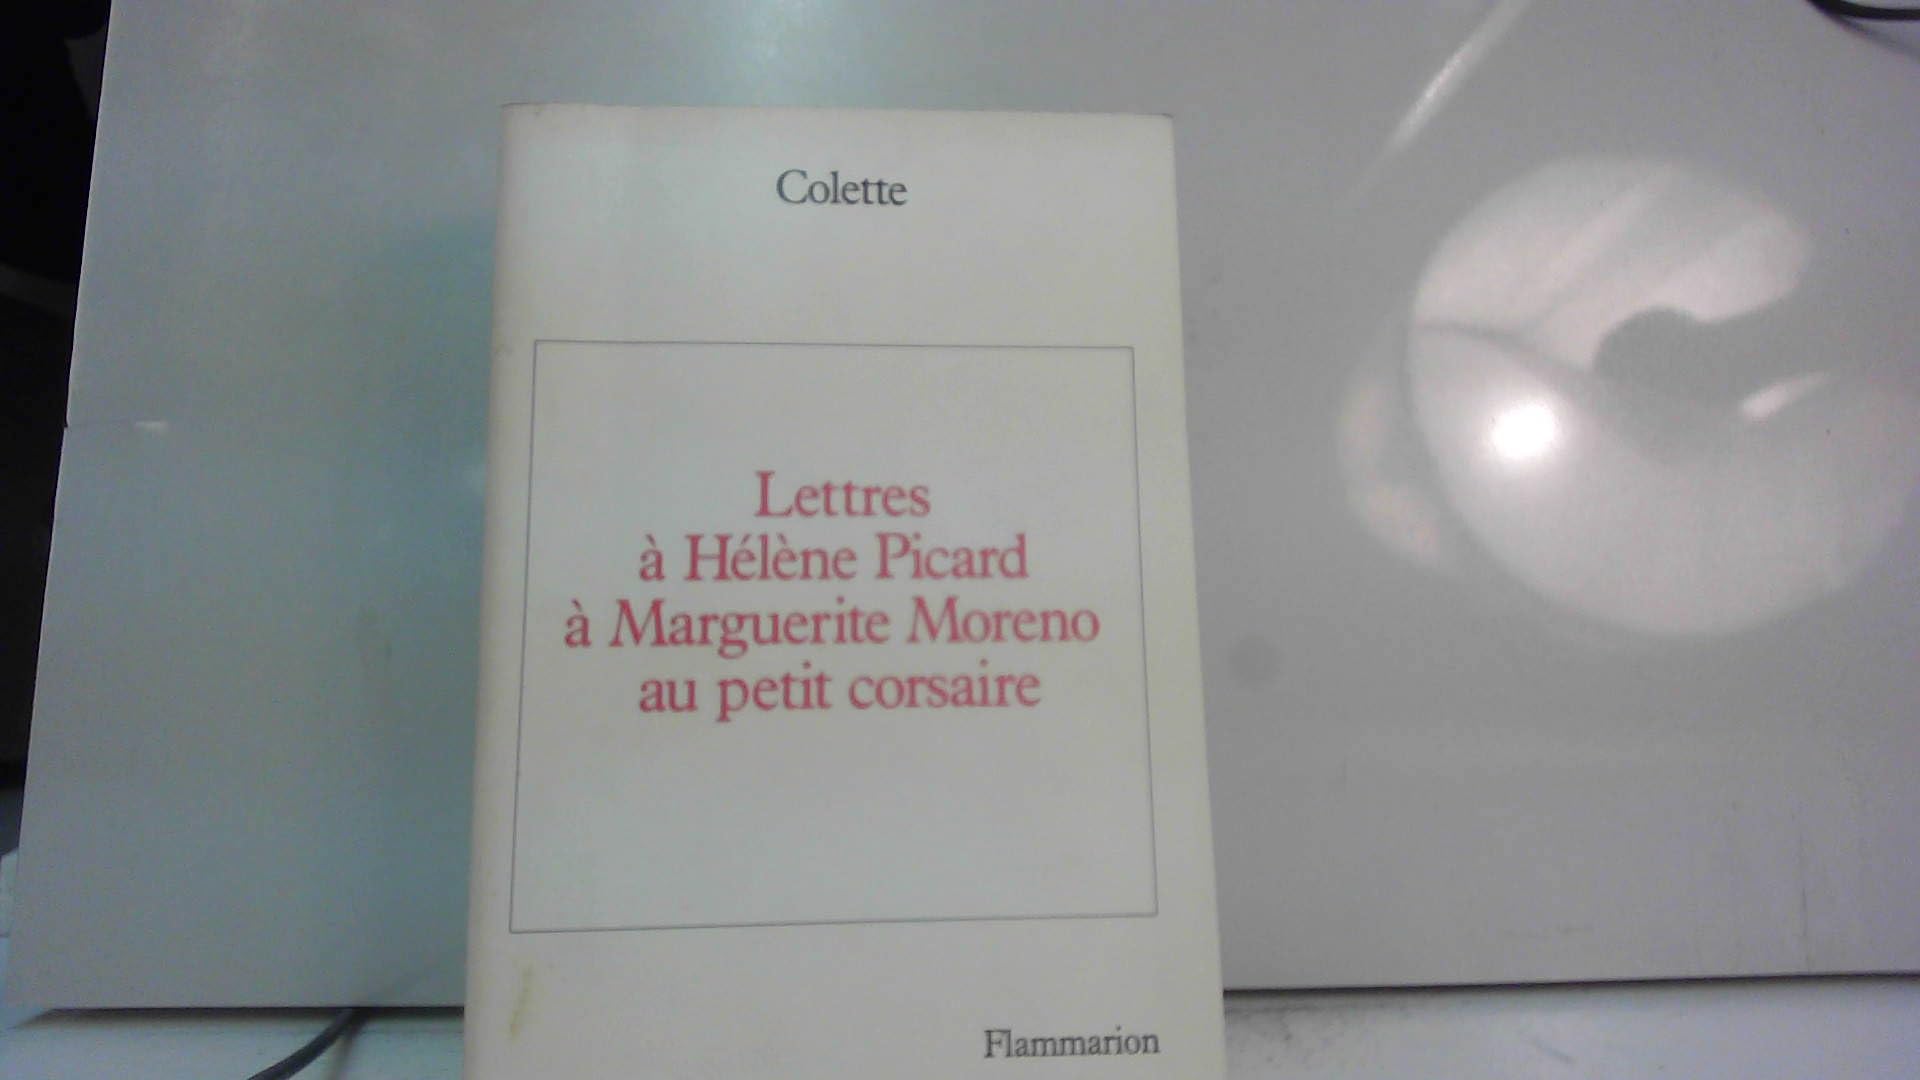 Colette
Lettres
à Hélène Picard
à Marguerite Moreno
au petit corsaire
Flammarion